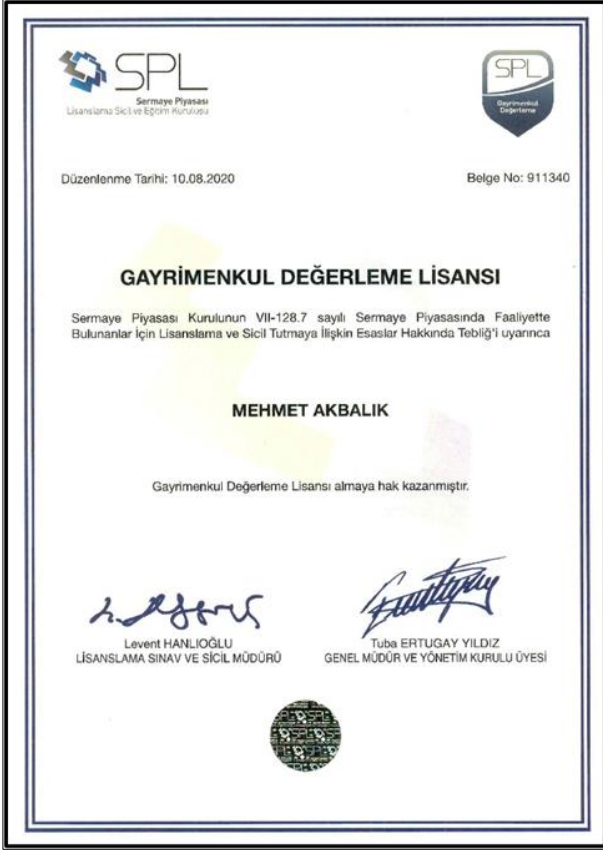 SPL
Sermaye Piyasası
Lisanslama Sicil ve Eğitim Kuruluşu
SPL
Gayrimenkul
Değerleme
Düzenlenme Tarihi: 10.08.2020
Belge No: 911340
GAYRİMENKUL DEĞERLEME LİSANSI
Sermaye Piyasası Kurulunun VII-128.7 sayılı Sermaye Piyasasında Faaliyette
Bulunanlar İçin Lisanslama ve Sicil Tutmaya İlişkin Esaslar Hakkında Tebliğ'i uyarınca
MEHMET AKBALIK
Gayrimenkul Değerleme Lisansı almaya hak kazanmıştır.
Levent HANLIOĞLU
LİSANSLAMA SINAV VE SİCİL MÜDÜRÜ
Tuba ERTUGAY YILDIZ
GENEL MÜDÜR VE YÖNETİM KURULU ÜYESİ